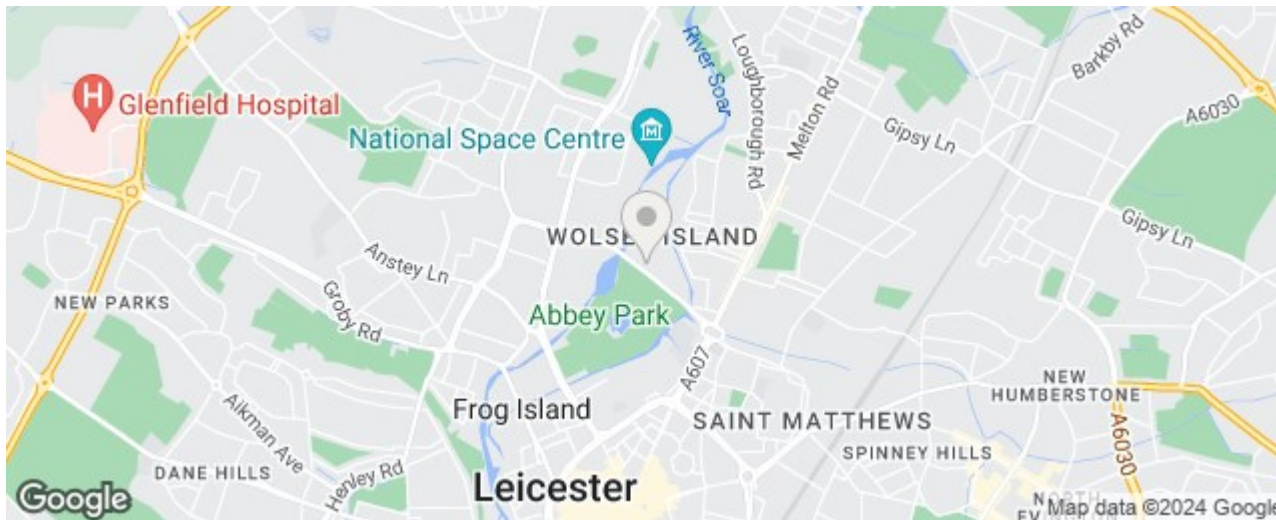 River Soar
Loughborough Rd
Melton Rd
Barkby Rd
A6030
Glenfield Hospital
National Space Centre
Gipsy Ln
Gipsy Ln
WOLSE ISLAND
Anstey Ln
NEW PARKS
Groby Rd
Abbey Park
A607
NEW
HUMBERSTONE
Frog Island
Aikman Ave
SAINT MATTHEWS
A6030
SPINNEY HILLS
DANE HILLS
Henley Rd
Leicester
Google
Map data ©2024 Google